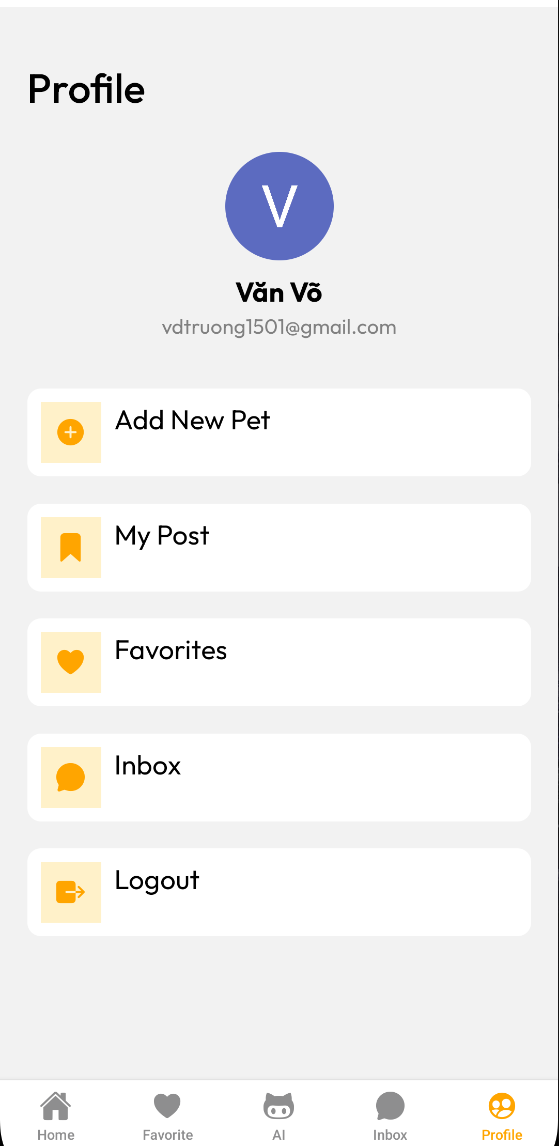 Profile
V
Văn Võ
vdtruong1501@gmail.com
Add New Pet
My Post
Favorites
Inbox
Logout
Home
Favorite
AI
Inbox
Profile